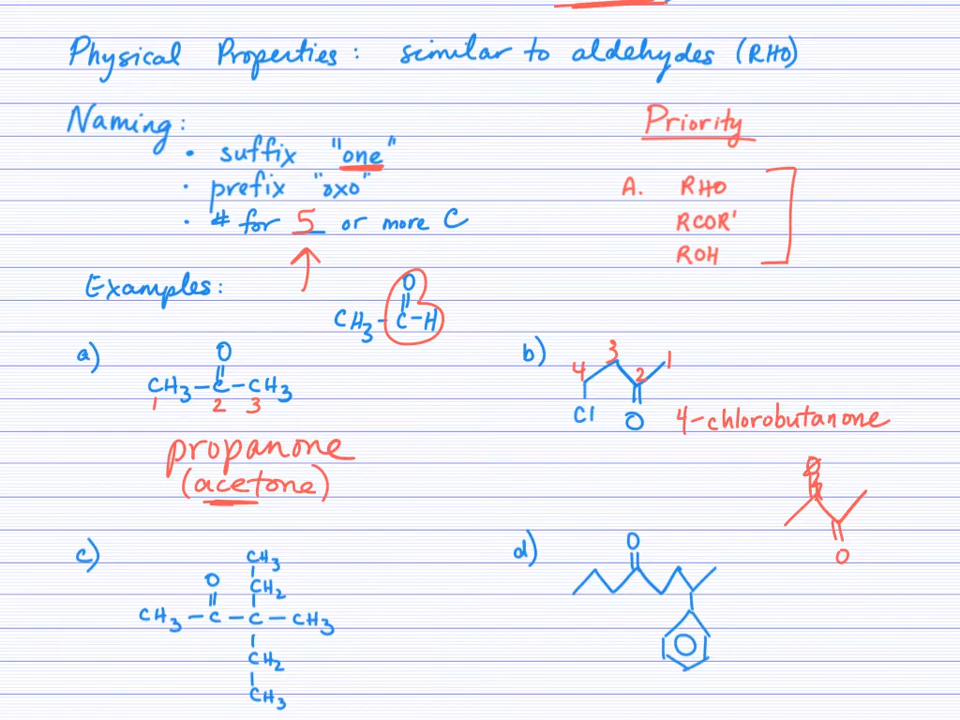 Physical Properties : similar to aldehydes (RHO)
Naming :
• suffix "one"
• prefix "oxo"
• # for 5 or more C
Priority
A. RHO
RCOR'
ROH
Examples :
O
CH3 - C - H
a)
O
CH3 - C - CH3
1 2 3
propanone
(acetone)
b)
4 3 2 1
Cl O
4-chlorobutanone
O
c)
CH3
CH2
O
CH3 - C - C - CH3
CH2
CH3
d)
O